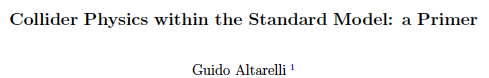 Collider Physics within the Standard Model: a Primer
Guido Altarelli 1